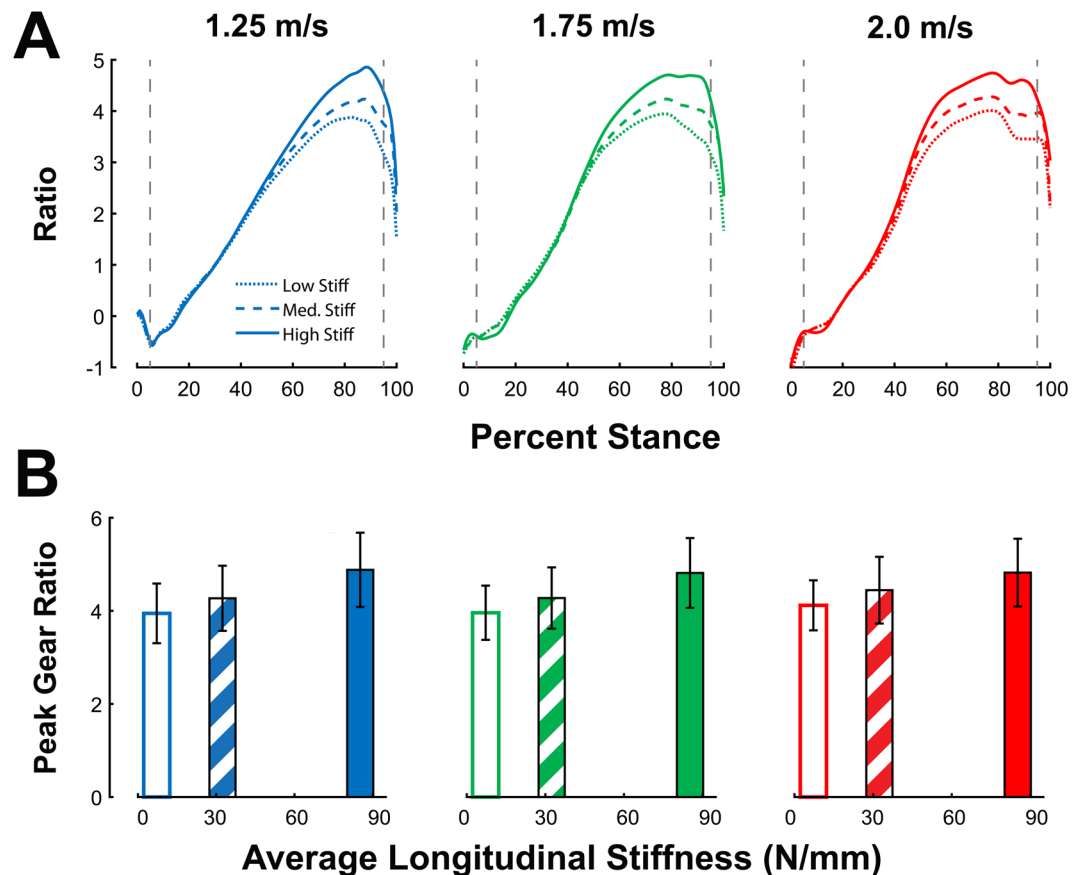 A
1.25 m/s 1.75 m/s 2.0 m/s
5
4
3
2
1
0
-1
Ratio
Low Stiff
Med. Stiff
High Stiff
0 20 40 60 80 100 0 20 40 60 80 100 0 20 40 60 80 100
Percent Stance
B
6
4
2
0
Peak Gear Ratio
0 30 60 90 0 30 60 90 0 30 60 90
Average Longitudinal Stiffness (N/mm)